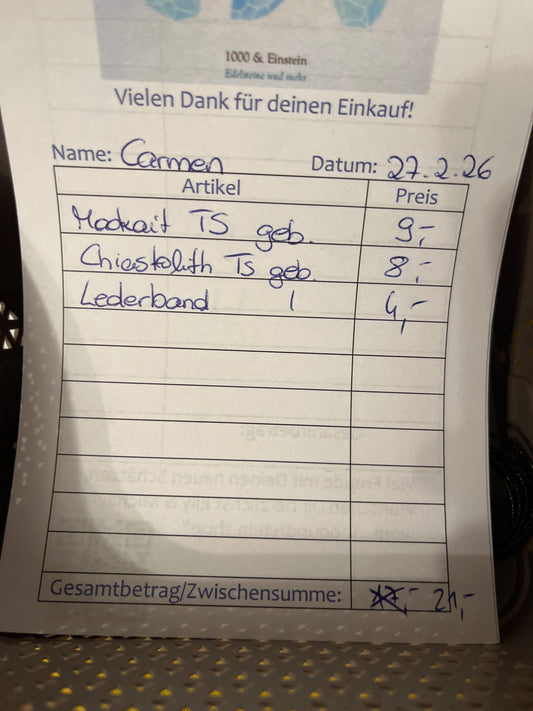 1000 & Einstein
Edelsteine und mehr
Vielen Dank für deinen Einkauf!
Name: Carmen Datum: 27.2.26
Artikel Preis
Mookait TS geb. 9,-
Chiastolith TS geb. 8,-
Lederband 1 4,-
Gesamtbetrag/Zwischensumme: 21,-